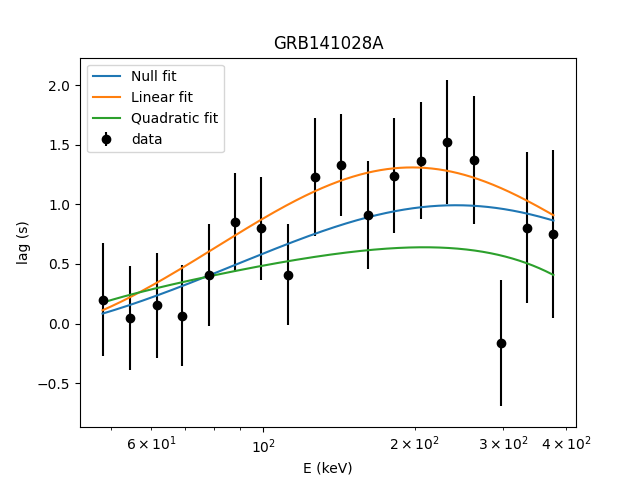 GRB141028A
Null fit
Linear fit
Quadratic fit
data
lag (s)
2.0
1.5
1.0
0.5
0.0
−0.5
6 × 10¹
10²
2 × 10²
3 × 10²
4 × 10²
E (keV)